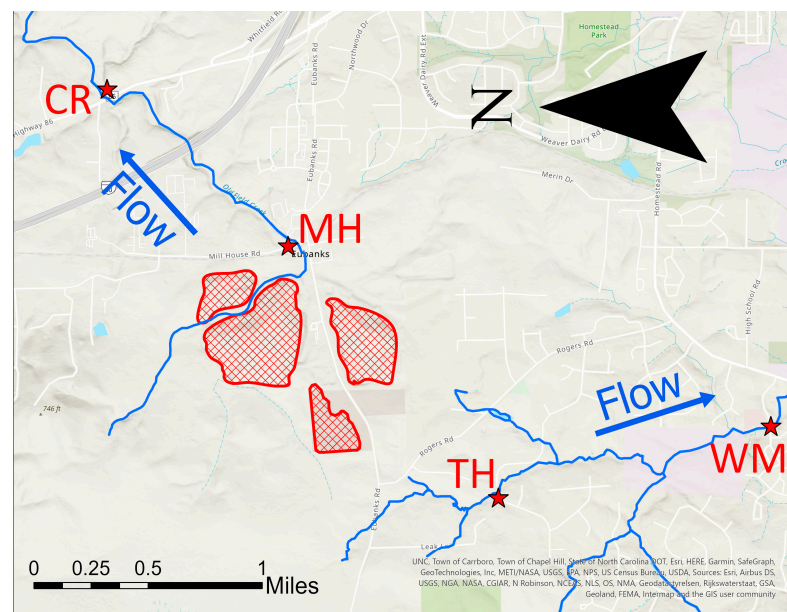 Whitfield Rd
Eubanks Rd
Northwood Dr
Weaver Dairy Rd Ext
Homestead
Park
CR
Highway 86
N
Weaver Dairy Rd
Flow
Oldfield Creek
Merin Dr
Homestead Rd
Eubanks Rd
MH
Eubanks
Mill House Rd
High School Rd
Rogers Rd
746 ft
Flow
Rogers Rd
TH
WM
Eubanks Rd
0 0.25 0.5 1
Miles
UNC, Town of Carrboro, Town of Chapel Hill, State of North Carolina DOT, Esri, HERE, Garmin, SafeGraph,
GeoTechnologies, Inc, METI/NASA, USGS, EPA, NPS, US Census Bureau, USDA, Sources: Esri, Airbus DS,
USGS, NGA, NASA, CGIAR, N Robinson, NCEAS, NLS, OS, NMA, Geodatastyrelsen, Rijkswaterstaat, GSA,
Geoland, FEMA, Intermap and the GIS user community